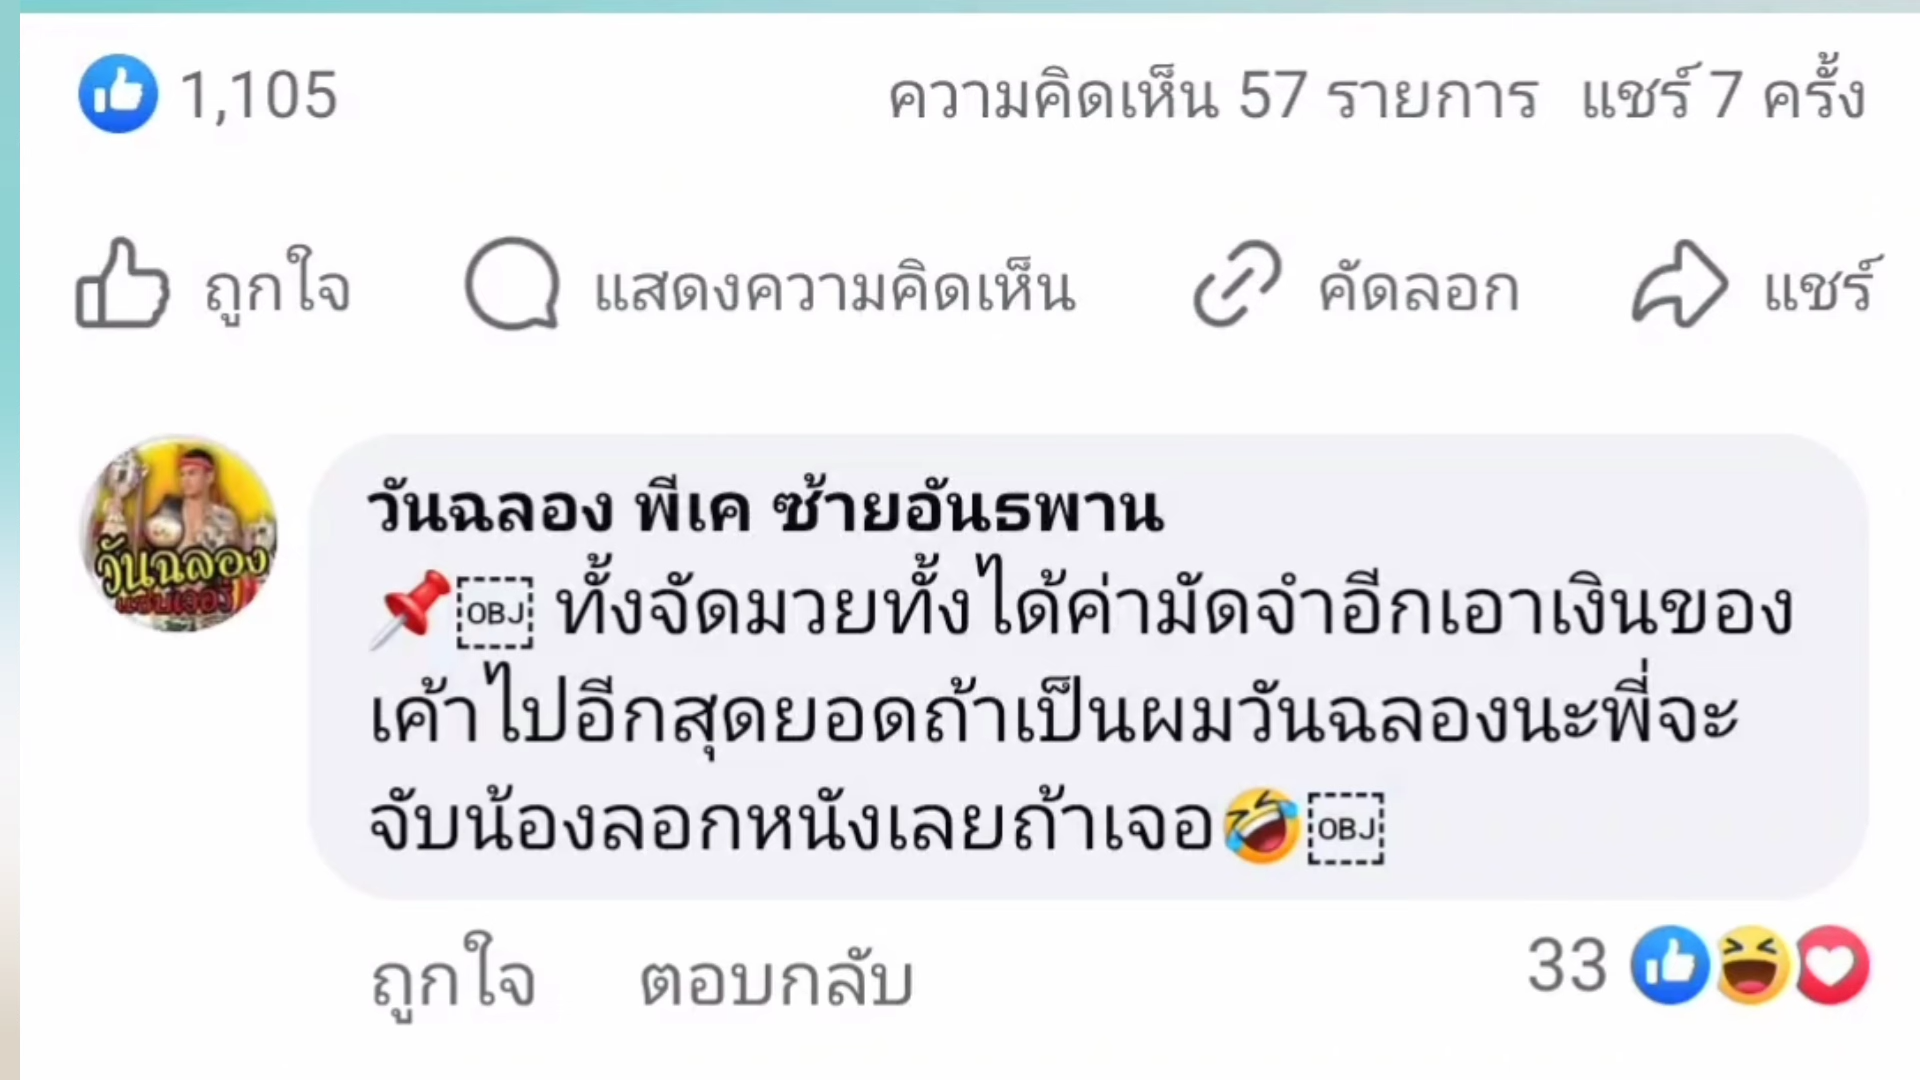 1,105
ความคิดเห็น 57 รายการ แชร์ 7 ครั้ง
ถูกใจ แสดงความคิดเห็น คัดลอก แชร์
วันฉลอง
วันฉลอง พีเค ซ้ายอันธพาน
📌OBJ ทั้งจัดมวยทั้งได้ค่ามัดจำอีกเอาเงินของ
เค้าไปอีกสุดยอดถ้าเป็นผมวันฉลองนะพี่จะ
จับน้องลอกหนังเลยถ้าเจอ🤣OBJ
ถูกใจ ตอบกลับ 33